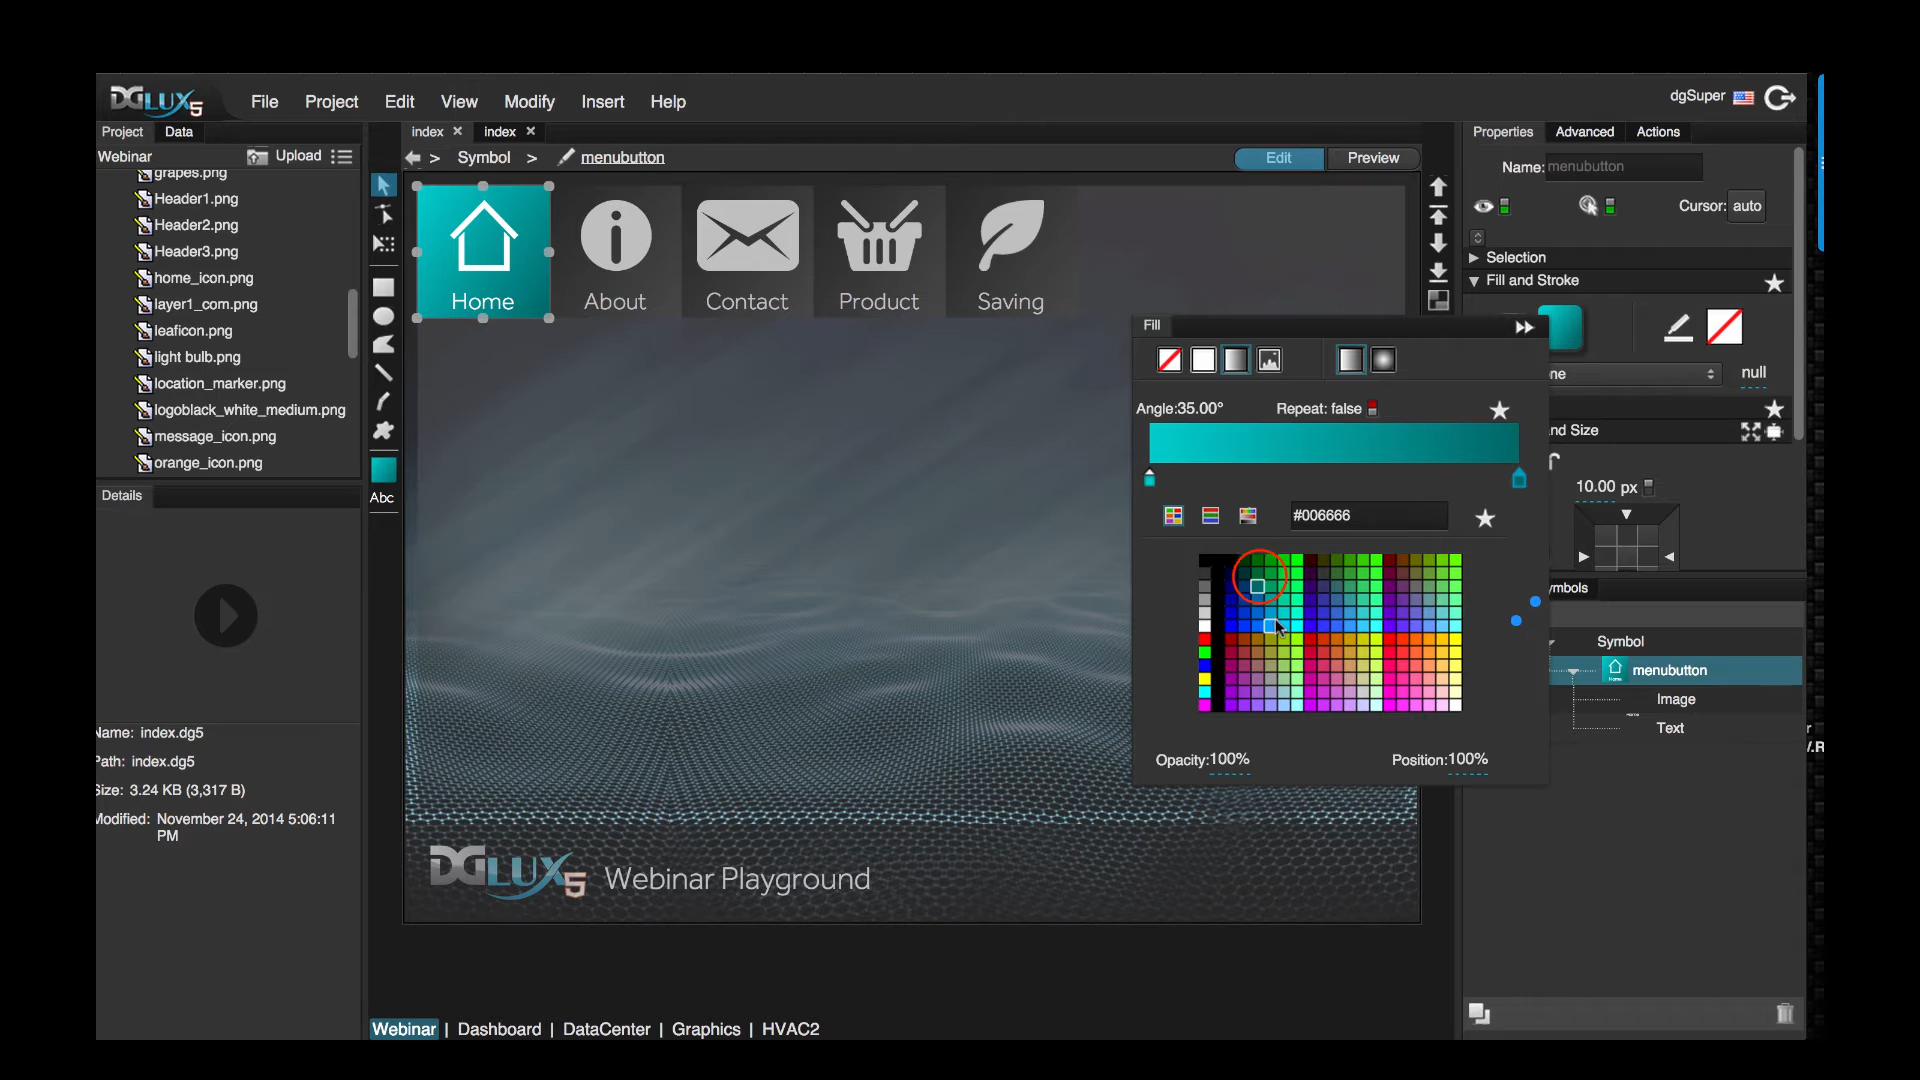 DGLUX5
File Project Edit View Modify Insert Help
dgSuper
Project Data
index × index ×
Properties Advanced Actions
Webinar Upload
> Symbol > menubutton
Edit Preview
Name: menubutton
grapes.png
Header1.png
Header2.png
Header3.png
home_icon.png
layer1_corn.png
leaficon.png
light bulb.png
location_marker.png
logoblack_white_medium.png
message_icon.png
orange_icon.png
Cursor: auto
Selection
Fill and Stroke
Home About Contact Product Saving
Fill
null
Angle:35.00° Repeat: false
and Size
10.00 px
Abc
#006666
Details
Symbol
menubutton
Image
Text
Opacity:100% Position:100%
Name: index.dg5
Path: index.dg5
Size: 3.24 KB (3,317 B)
Modified: November 24, 2014 5:06:11
PM
DGLUX5 Webinar Playground
Webinar | Dashboard | DataCenter | Graphics | HVAC2